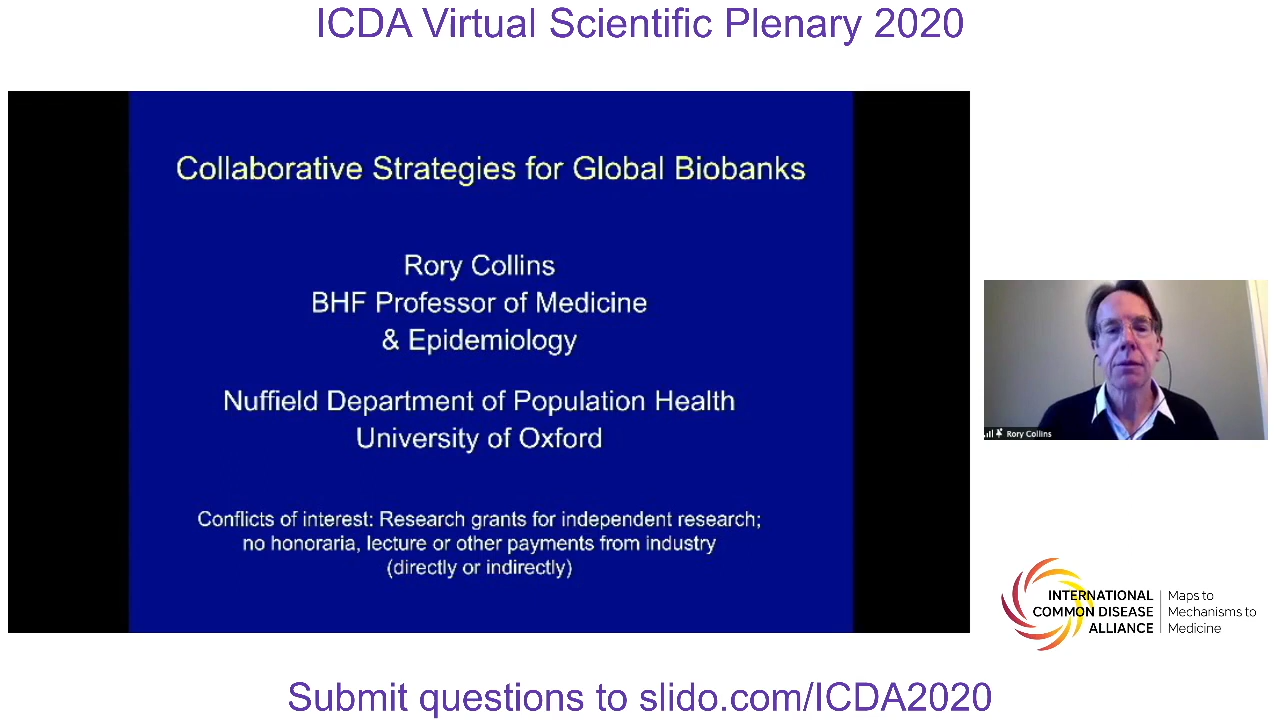 ICDA Virtual Scientific Plenary 2020
Collaborative Strategies for Global Biobanks
Rory Collins
BHF Professor of Medicine
& Epidemiology
Nuffield Department of Population Health
University of Oxford
Conflicts of interest: Research grants for independent research;
no honoraria, lecture or other payments from industry
(directly or indirectly)
Rory Collins
INTERNATIONAL
COMMON DISEASE
ALLIANCE
Maps to
Mechanisms to
Medicine
Submit questions to slido.com/ICDA2020